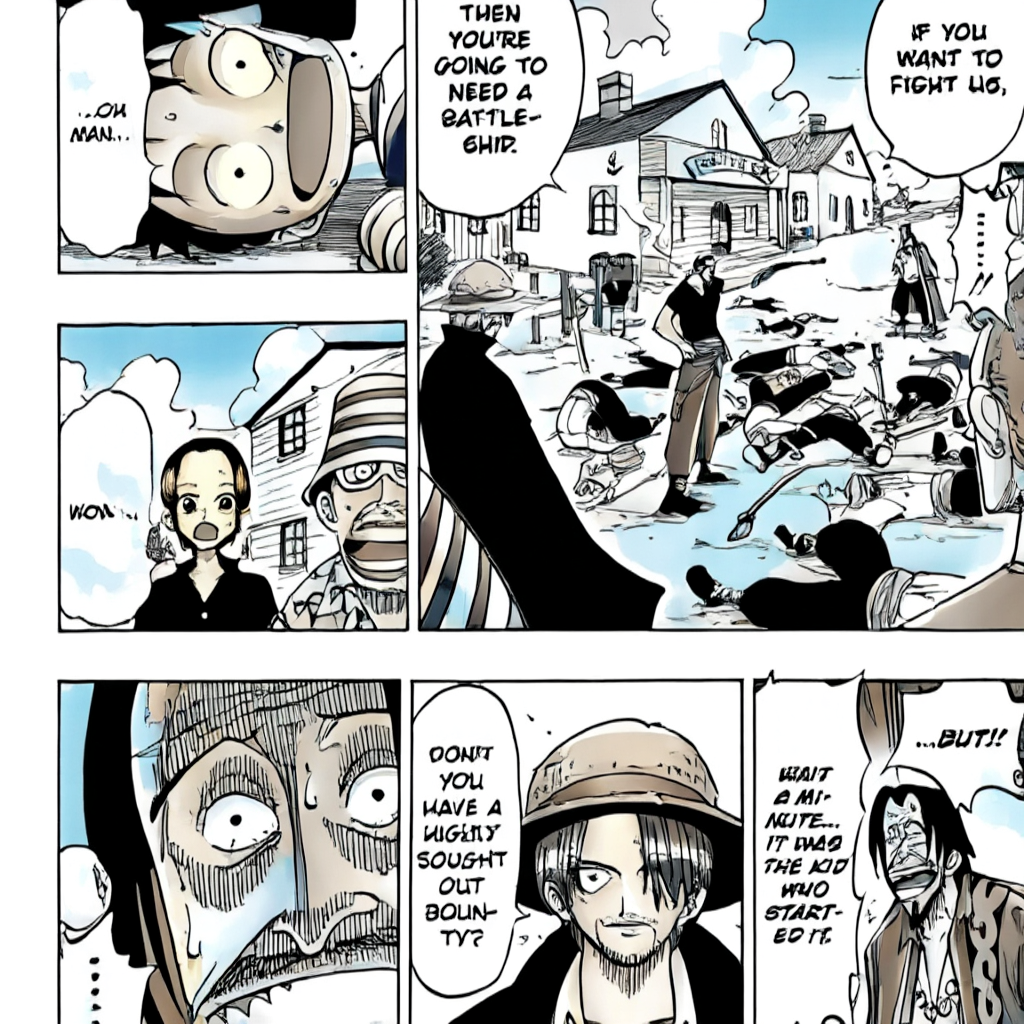 IF YOU
WANT TO
FIGHT US,
THEN
YOU'RE
GOING TO
NEED A
BATTLE-
SHIP.
......!!
...OH
MAN...
WOW...
...BUT!!
WAIT
A MI-
NUTE...
IT WAS
THE KID
WHO
START-
ED IT.
DON'T
YOU
HAVE A
HIGHLY
SOUGHT
OUT
BOUN-
TY?
.....